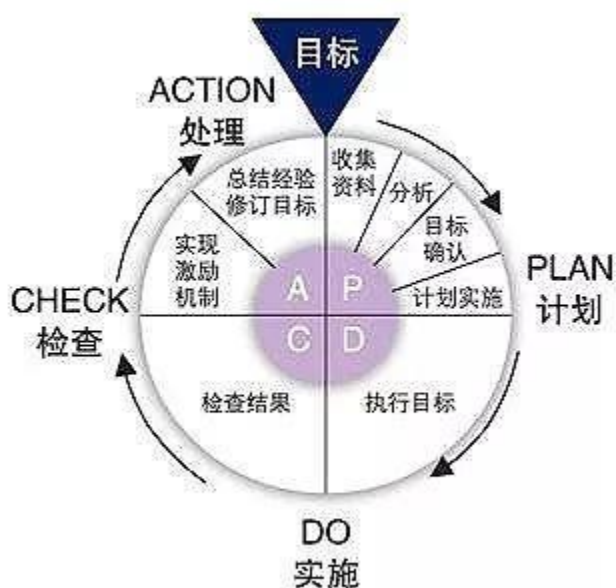 目标
ACTION
处理
收集
资料
分析
目标
确认
计划实施
PLAN
计划
总结经验
修订目标
实现
激励
机制
A
P
C
D
CHECK
检查
检查结果
执行目标
DO
实施